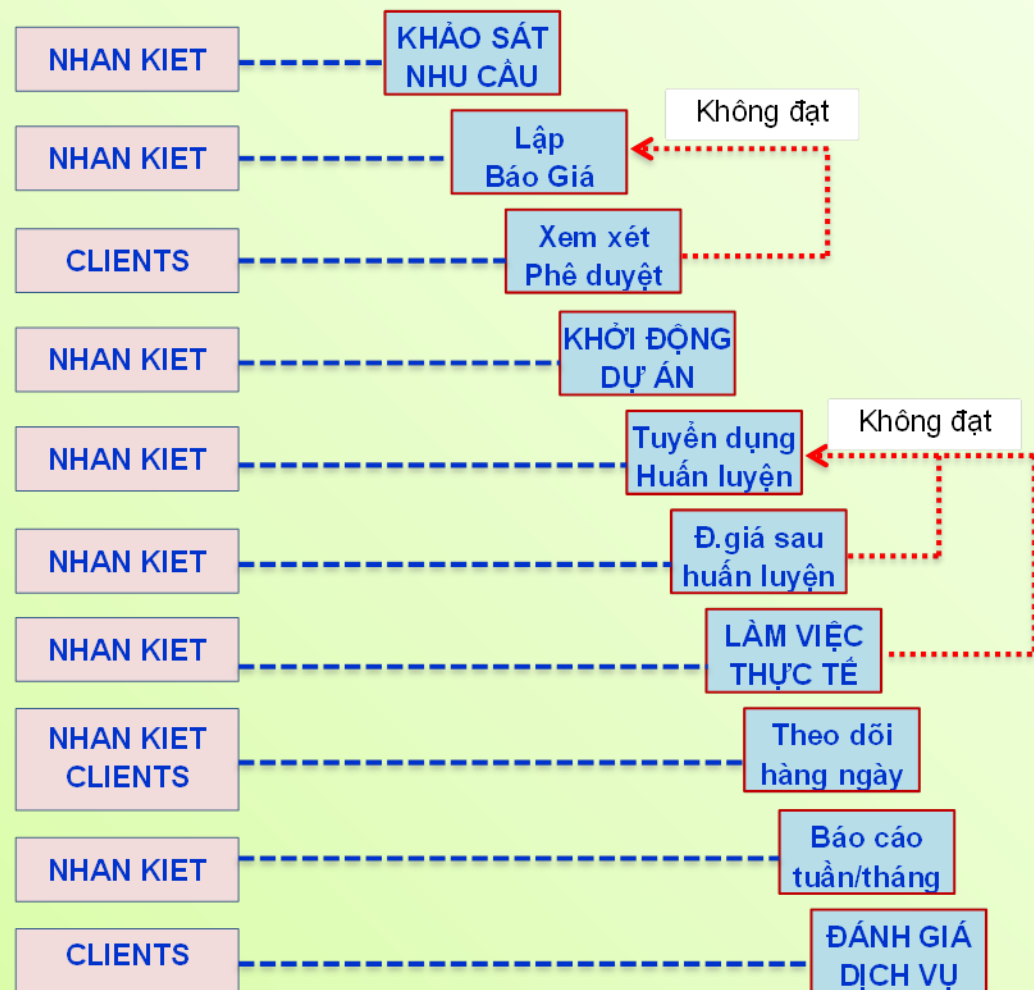 NHAN KIET
KHẢO SÁT
NHU CẦU
Không đạt
NHAN KIET
Lập
Báo Giá
CLIENTS
Xem xét
Phê duyệt
NHAN KIET
KHỞI ĐỘNG
DỰ ÁN
Không đạt
NHAN KIET
Tuyển dụng
Huấn luyện
NHAN KIET
Đ.giá sau
huấn luyện
NHAN KIET
LÀM VIỆC
THỰC TẾ
NHAN KIET
CLIENTS
Theo dõi
hàng ngày
NHAN KIET
Báo cáo
tuần/tháng
CLIENTS
ĐÁNH GIÁ
DỊCH VỤ